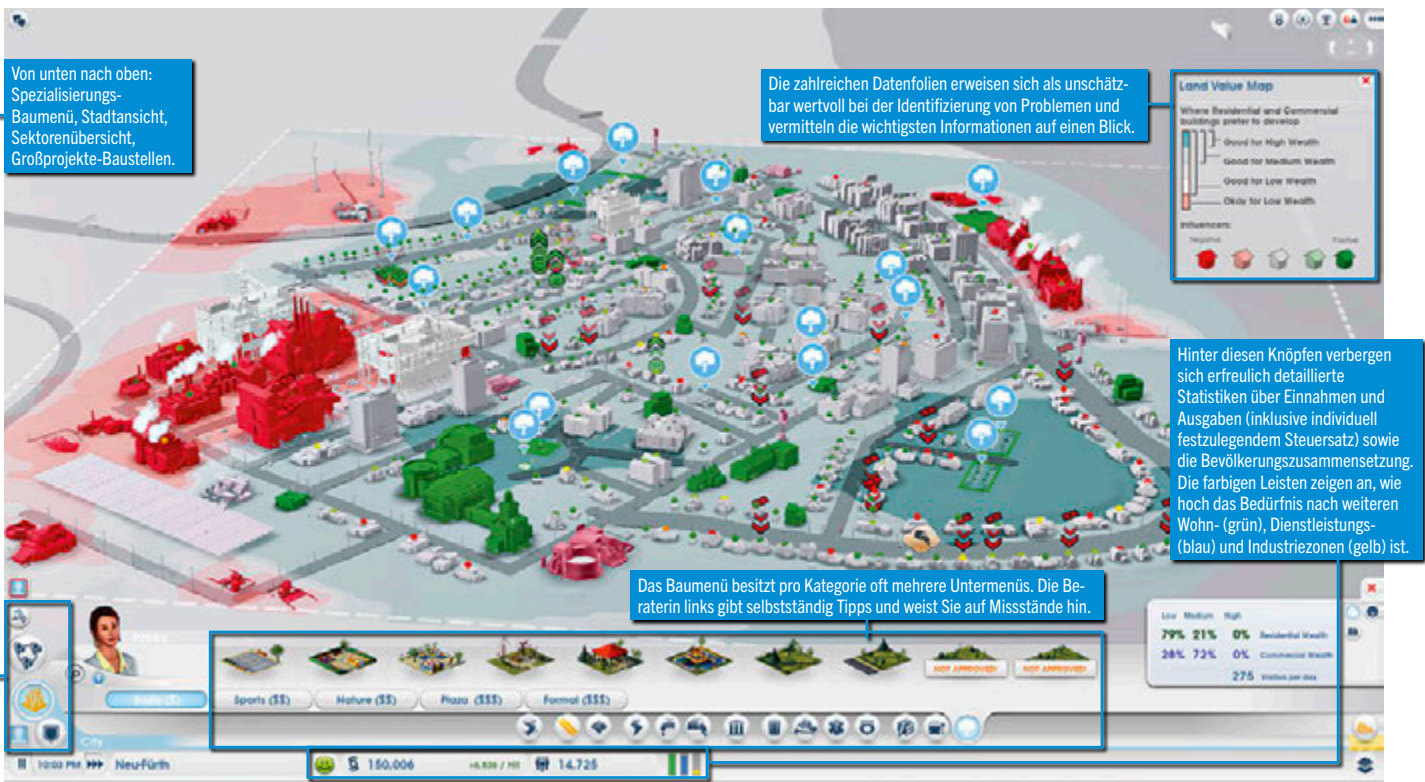 Von unten nach oben:
Spezialisierungs-
Baumenü, Stadtansicht,
Sektorenübersicht,
Großprojekte-Baustellen.
Die zahlreichen Datenfolien erweisen sich als unschätz-
bar wertvoll bei der Identifizierung von Problemen und
vermitteln die wichtigsten Informationen auf einen Blick.
Land Value Map
Where Residential and Commercial
buildings prefer to develop
Good for High Wealth
Good for Medium Wealth
Good for Low Wealth
Okay for Low Wealth
Influencers:
Negative Positive
Hinter diesen Knöpfen verbergen
sich erfreulich detaillierte
Statistiken über Einnahmen und
Ausgaben (inklusive individuell
festzulegendem Steuersatz) sowie
die Bevölkerungszusammensetzung.
Die farbigen Leisten zeigen an, wie
hoch das Bedürfnis nach weiteren
Wohn- (grün), Dienstleistungs-
(blau) und Industriezonen (gelb) ist.
Das Baumenü besitzt pro Kategorie oft mehrere Untermenüs. Die Be-
raterin links gibt selbstständig Tipps und weist Sie auf Missstände hin.
Low Medium High
79% 21% 0% Residential Wealth
28% 72% 0% Commercial Wealth
275 Visitors per day
Parks
NOT APPROVED! NOT APPROVED!
Sports ($$) Nature ($$) Plaza ($$$) Formal ($$$)
City
10:00 PM Neu-Fürth 150.006 14.725